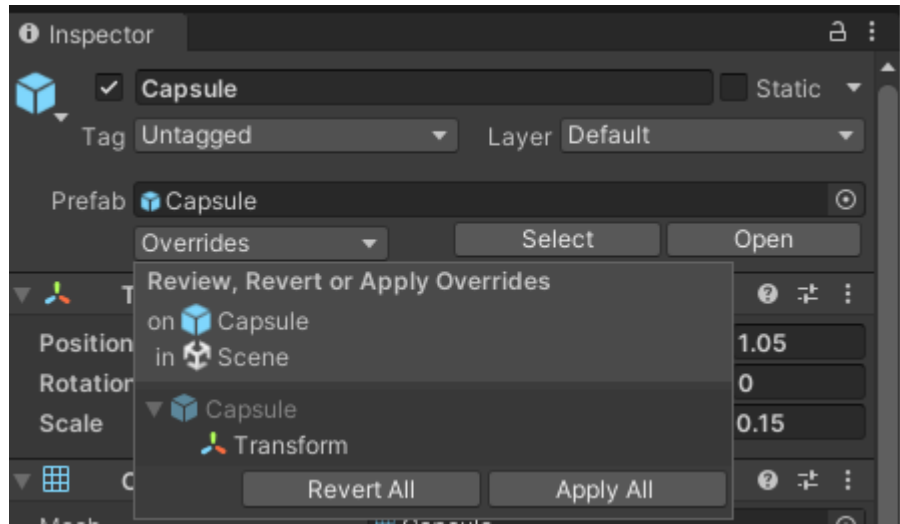 Inspector
Capsule Static
Tag Untagged Layer Default
Prefab Capsule
Overrides Select Open
Review, Revert or Apply Overrides
on Capsule
in Scene
T
Position 1.05
Rotation 0
Scale 0.15
Capsule
Transform
Revert All Apply All
C
Mesh Capsule